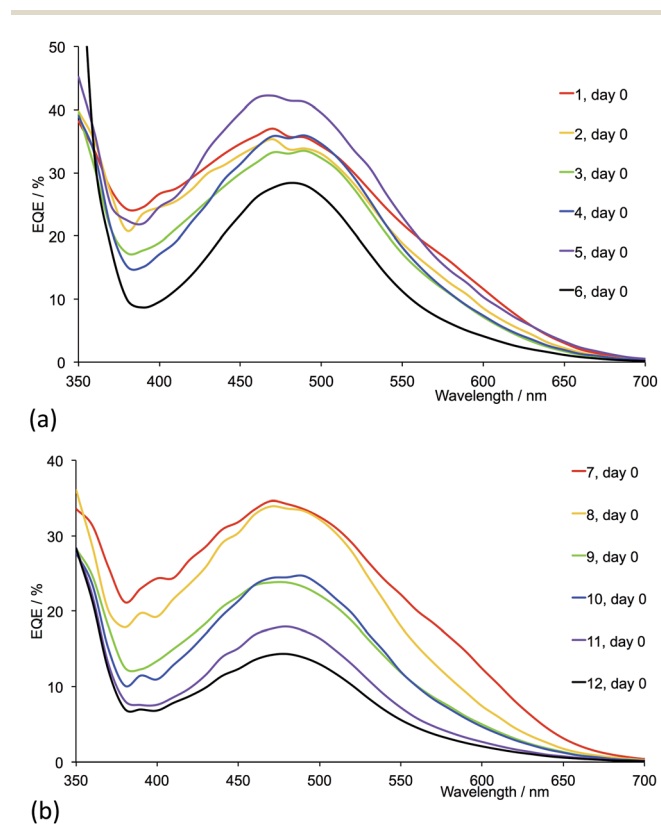 50
40
30
20
10
0
EQE / %
350 400 450 500 550 600 650 700
Wavelength / nm
1, day 0
2, day 0
3, day 0
4, day 0
5, day 0
6, day 0
(a)
40
30
20
10
0
EQE / %
350 400 450 500 550 600 650 700
Wavelength / nm
7, day 0
8, day 0
9, day 0
10, day 0
11, day 0
12, day 0
(b)